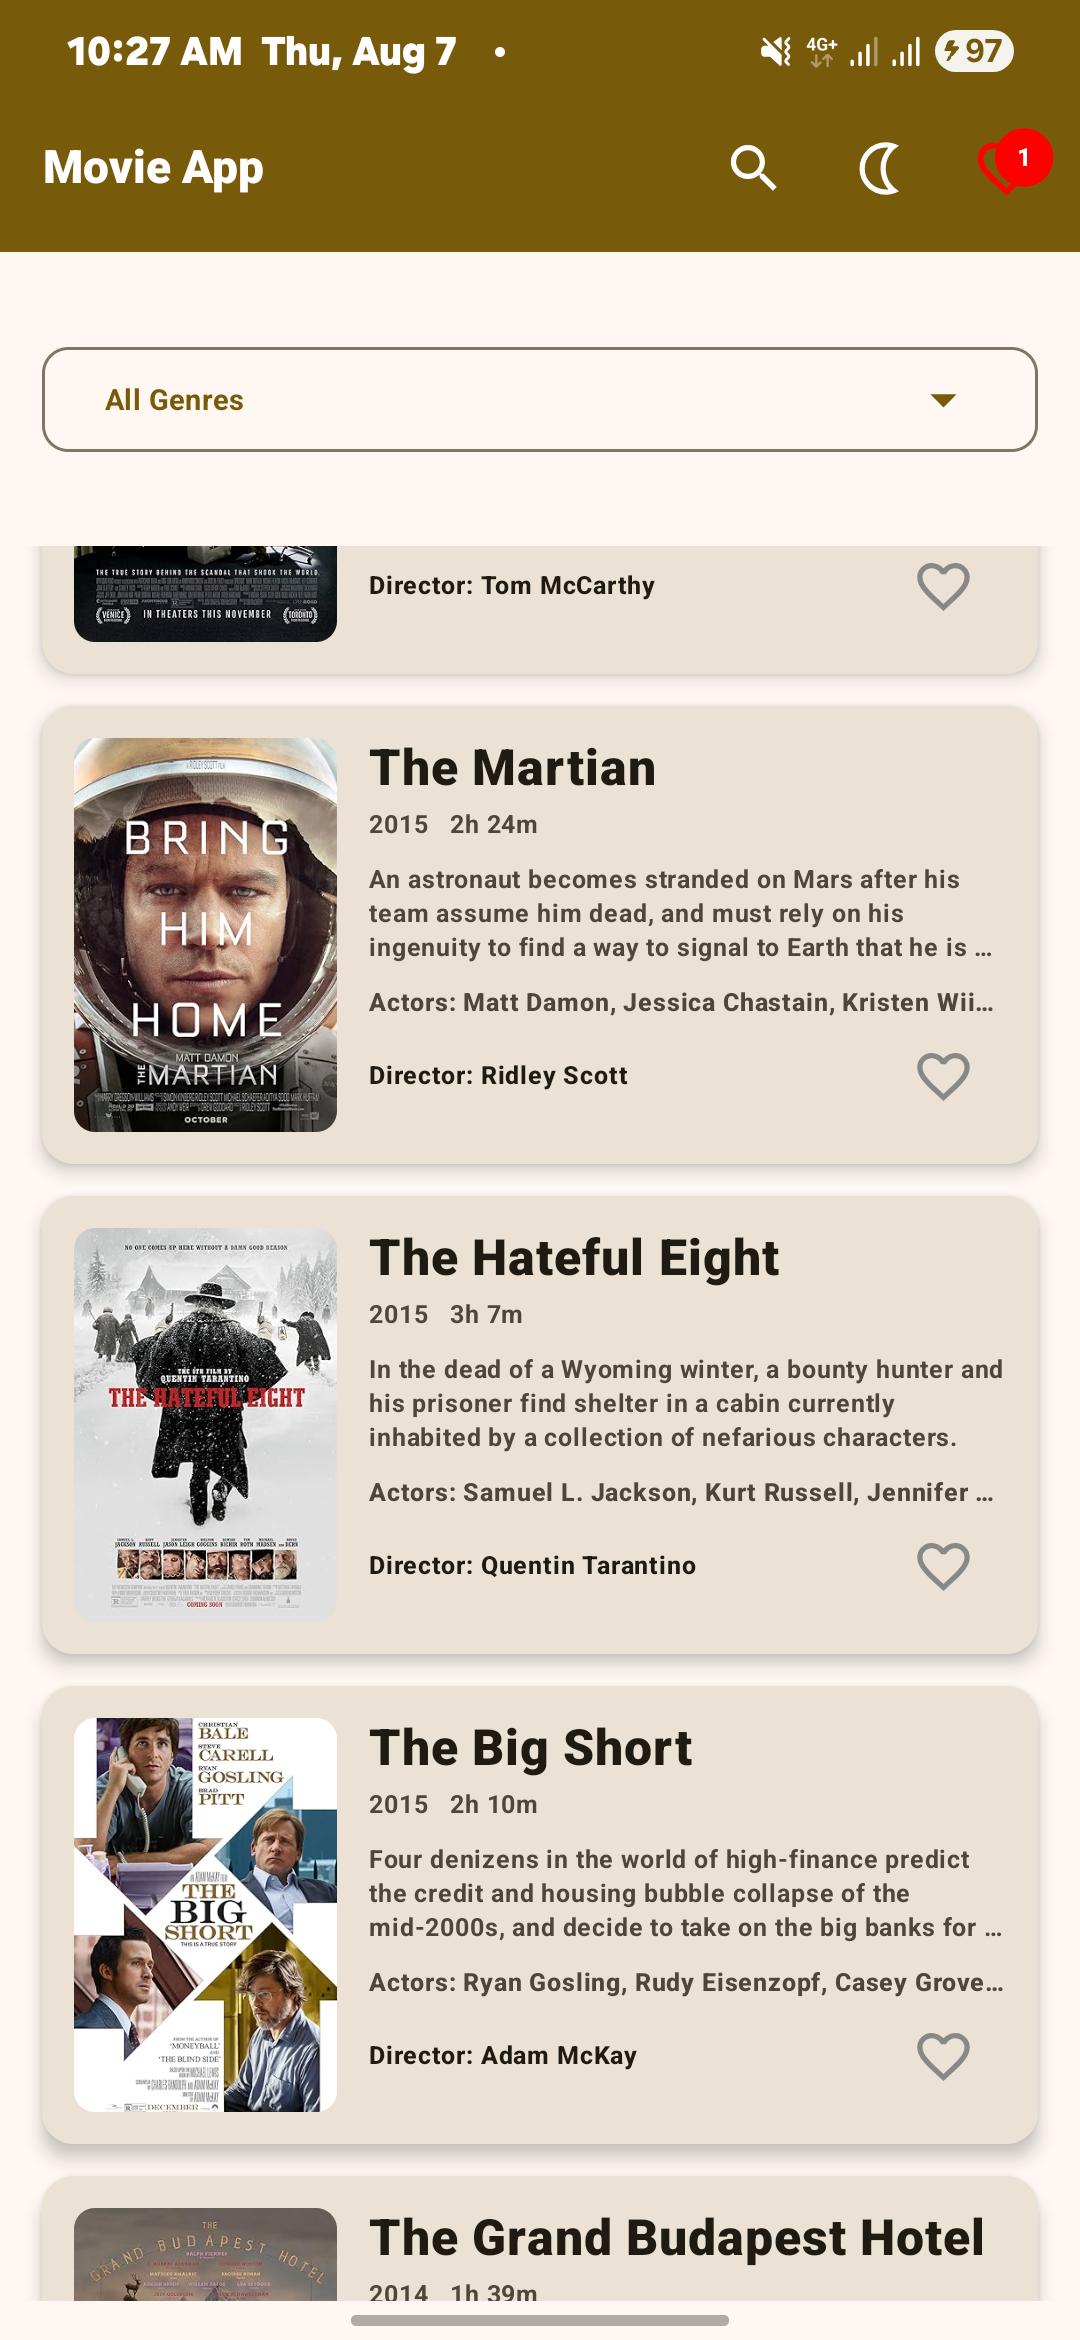 10:27 AM Thu, Aug 7
4G+
97
Movie App
1
All Genres
THE TRUE STORY BEHIND THE SCANDAL THAT SHOOK THE WORLD.
VENICE
IN THEATERS THIS NOVEMBER
TORONTO
Director: Tom McCarthy
BRING
HIM
HOME
MATT DAMON
THE MARTIAN
OCTOBER
The Martian
2015 2h 24m
An astronaut becomes stranded on Mars after his
team assume him dead, and must rely on his
ingenuity to find a way to signal to Earth that he is …
Actors: Matt Damon, Jessica Chastain, Kristen Wii…
Director: Ridley Scott
NO ONE COMES UP HERE WITHOUT A DAMN GOOD REASON
THE 8TH FILM BY
QUENTIN TARANTINO
THE HATEFUL EIGHT
COMING SOON
The Hateful Eight
2015 3h 7m
In the dead of a Wyoming winter, a bounty hunter and
his prisoner find shelter in a cabin currently
inhabited by a collection of nefarious characters.
Actors: Samuel L. Jackson, Kurt Russell, Jennifer …
Director: Quentin Tarantino
CHRISTIAN
BALE
STEVE
CARELL
RYAN
GOSLING
BRAD
PITT
AN ADAM McKAY FILM
THE
BIG
SHORT
THIS IS A TRUE STORY
FROM THE AUTHOR OF
'MONEYBALL'
AND
'THE BLIND SIDE'
DECEMBER
The Big Short
2015 2h 10m
Four denizens in the world of high-finance predict
the credit and housing bubble collapse of the
mid-2000s, and decide to take on the big banks for …
Actors: Ryan Gosling, Rudy Eisenzopf, Casey Grove…
Director: Adam McKay
THE
GRAND BUDAPEST HOTEL
RALPH FIENNES
The Grand Budapest Hotel
2014 1h 39m